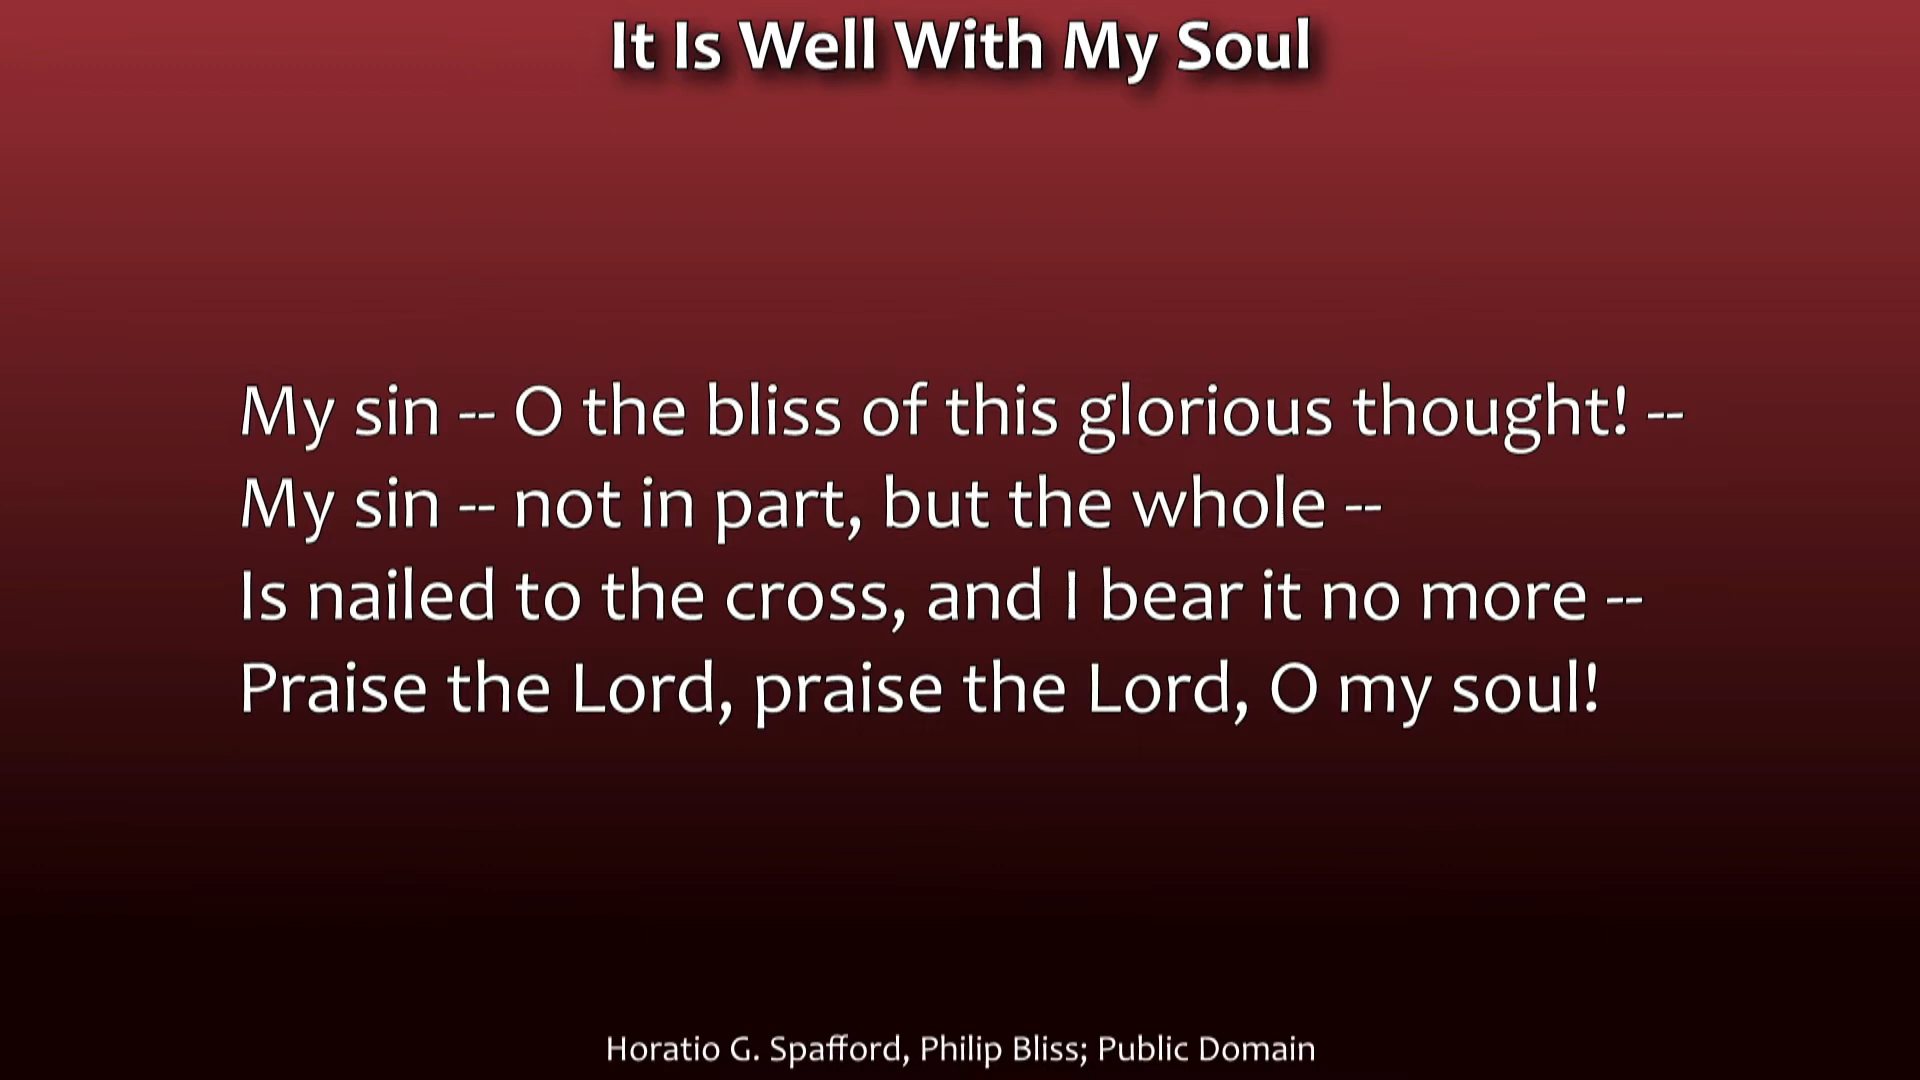 It Is Well With My Soul
My sin -- O the bliss of this glorious thought! --
My sin -- not in part, but the whole --
Is nailed to the cross, and I bear it no more --
Praise the Lord, praise the Lord, O my soul!
Horatio G. Spafford, Philip Bliss; Public Domain